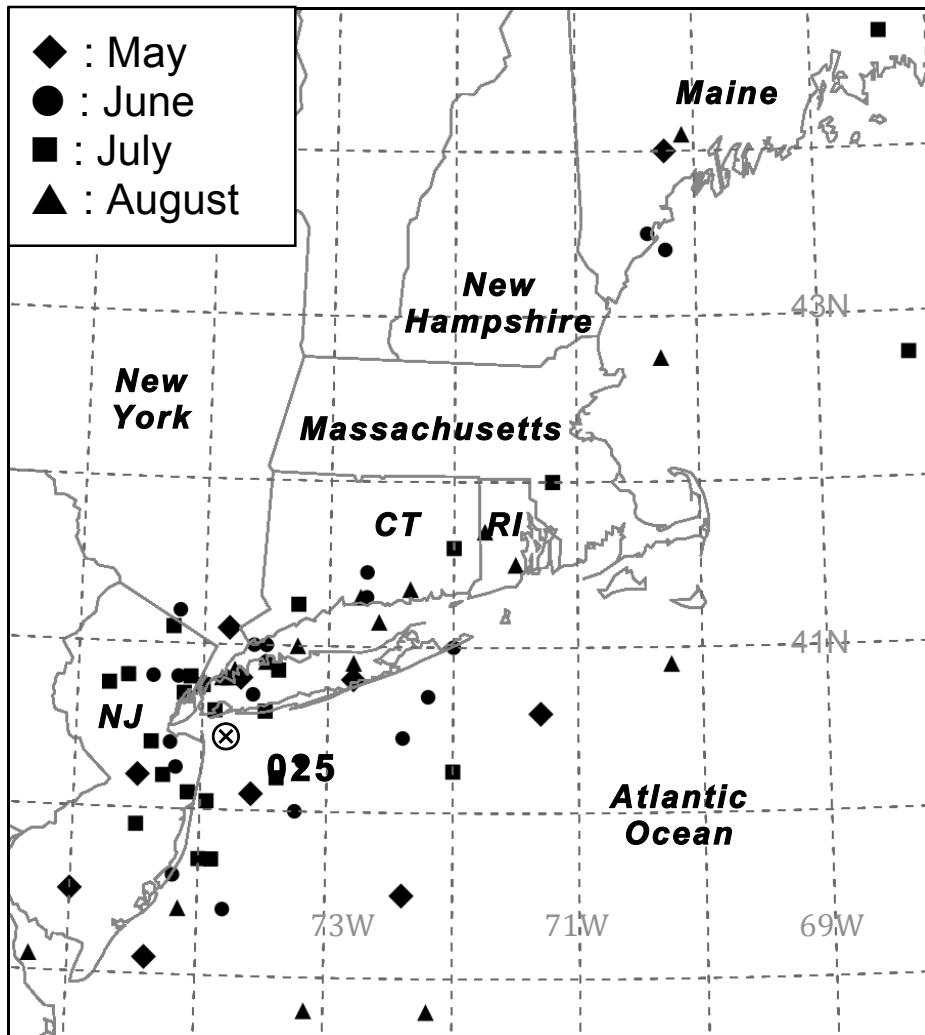 : May
: June
: July
: August
Maine
New
Hampshire
43N
New
York
Massachusetts
CT
RI
41N
NJ
025
Atlantic
Ocean
73W
71W
69W